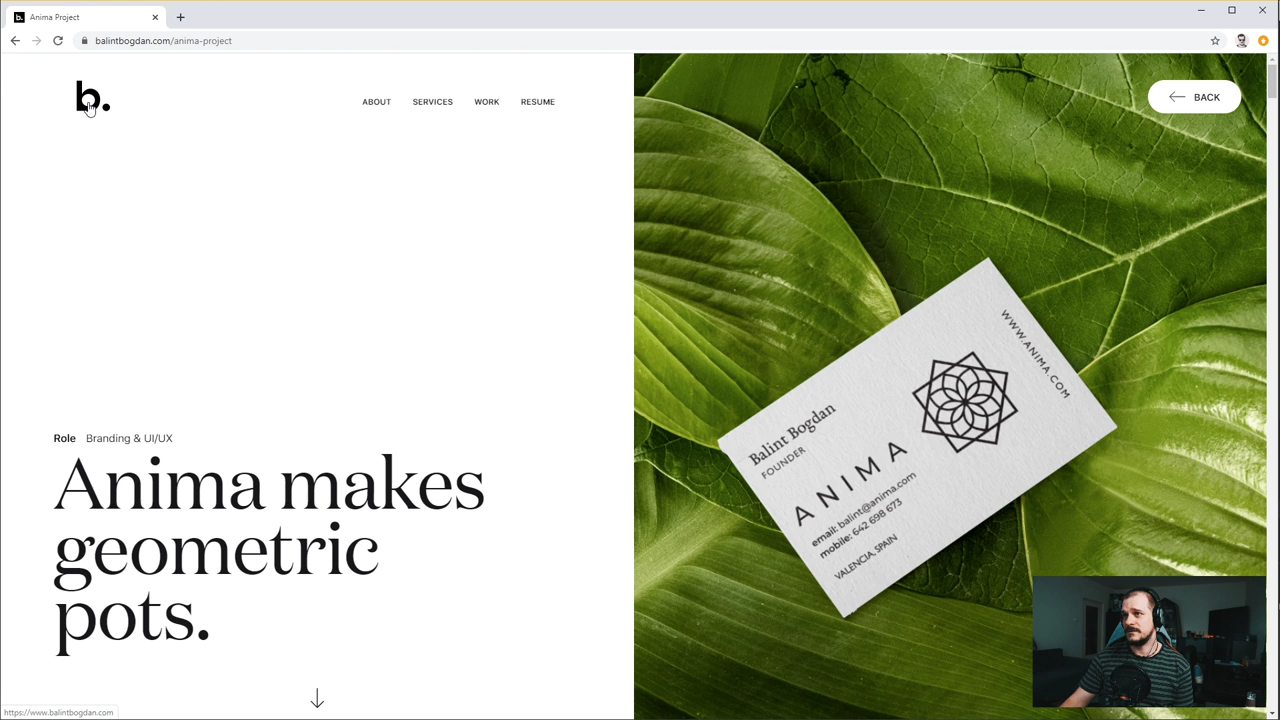 b. Anima Project
balintbogdan.com/anima-project
b.
ABOUT SERVICES WORK RESUME
BACK
Role Branding & UI/UX
Anima makes
geometric
pots.
Balint Bogdan
FOUNDER
ANIMA
email: balint@anima.com
mobile: 642 698 673
VALENCIA, SPAIN
WWW.ANIMA.COM
https://www.balintbogdan.com